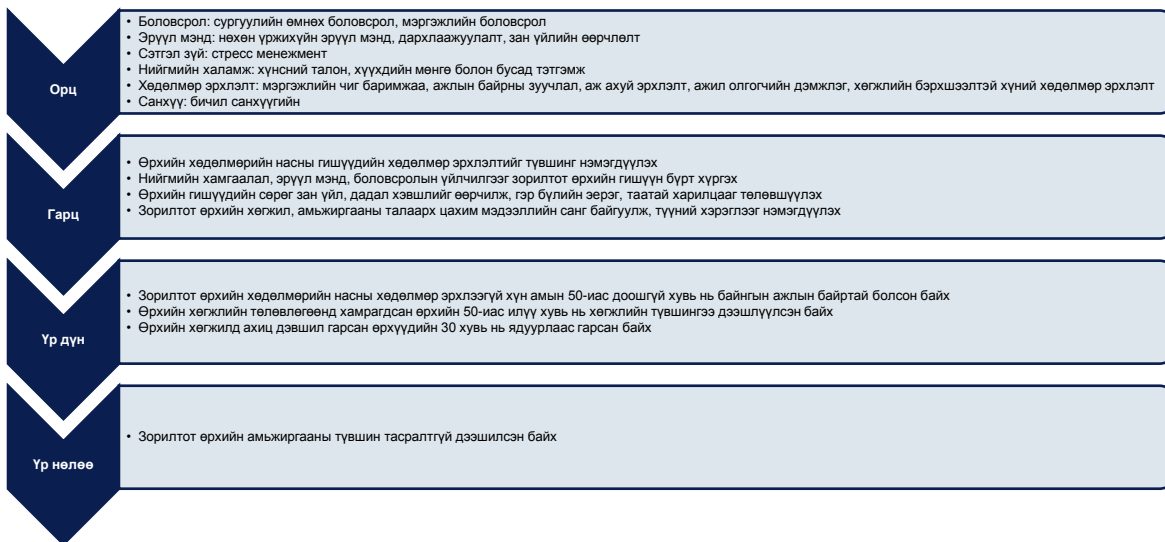 Орц
• Боловсрол: сургуулийн өмнөх боловсрол, мэргэжлийн боловсрол
• Эрүүл мэнд: нөхөн үржихүйн эрүүл мэнд, дархлаажуулалт, зан үйлийн өөрчлөлт
• Сэтгэл зүй: стресс менежмент
• Нийгмийн халамж: хүнсний талон, хүүхдийн мөнгө болон бусад тэтгэмж
• Хөдөлмөр эрхлэлт: мэргэжлийн чиг баримжаа, ажлын байрны зуучлал, аж ахуй эрхлэлт, ажил олгогчийн дэмжлэг, хөгжлийн бэрхшээлтэй хүний хөдөлмөр эрхлэлт
• Санхүү: бичил санхүүгийн
Гарц
• Өрхийн хөдөлмөрийн насны гишүүдийн хөдөлмөр эрхлэлтийг түвшинг нэмэгдүүлэх
• Нийгмийн хамгаалал, эрүүл мэнд, боловсролын үйлчилгээг зорилтот өрхийн гишүүн бүрт хүргэх
• Өрхийн гишүүдийн сөрөг зан үйл, дадал хэвшлийг өөрчилж, гэр бүлийн эерэг, таатай харилцааг төлөвшүүлэх
• Зорилтот өрхийн хөгжил, амьжиргааны талаарх цахим мэдээллийн санг байгуулж, түүний хэрэглээг нэмэгдүүлэх
Үр дүн
• Зорилтот өрхийн хөдөлмөрийн насны хөдөлмөр эрхлээгүй хүн амын 50-иас доошгүй хувь нь байнгын ажлын байртай болсон байх
• Өрхийн хөгжлийн төлөвлөгөөнд хамрагдсан өрхийн 50-иас илүү хувь нь хөгжлийн түвшингээ дээшлүүлсэн байх
• Өрхийн хөгжилд ахиц дэвшил гарсан өрхүүдийн 30 хувь нь ядуурлаас гарсан байх
Үр нөлөө
• Зорилтот өрхийн амьжиргааны түвшин тасралтгүй дээшилсэн байх